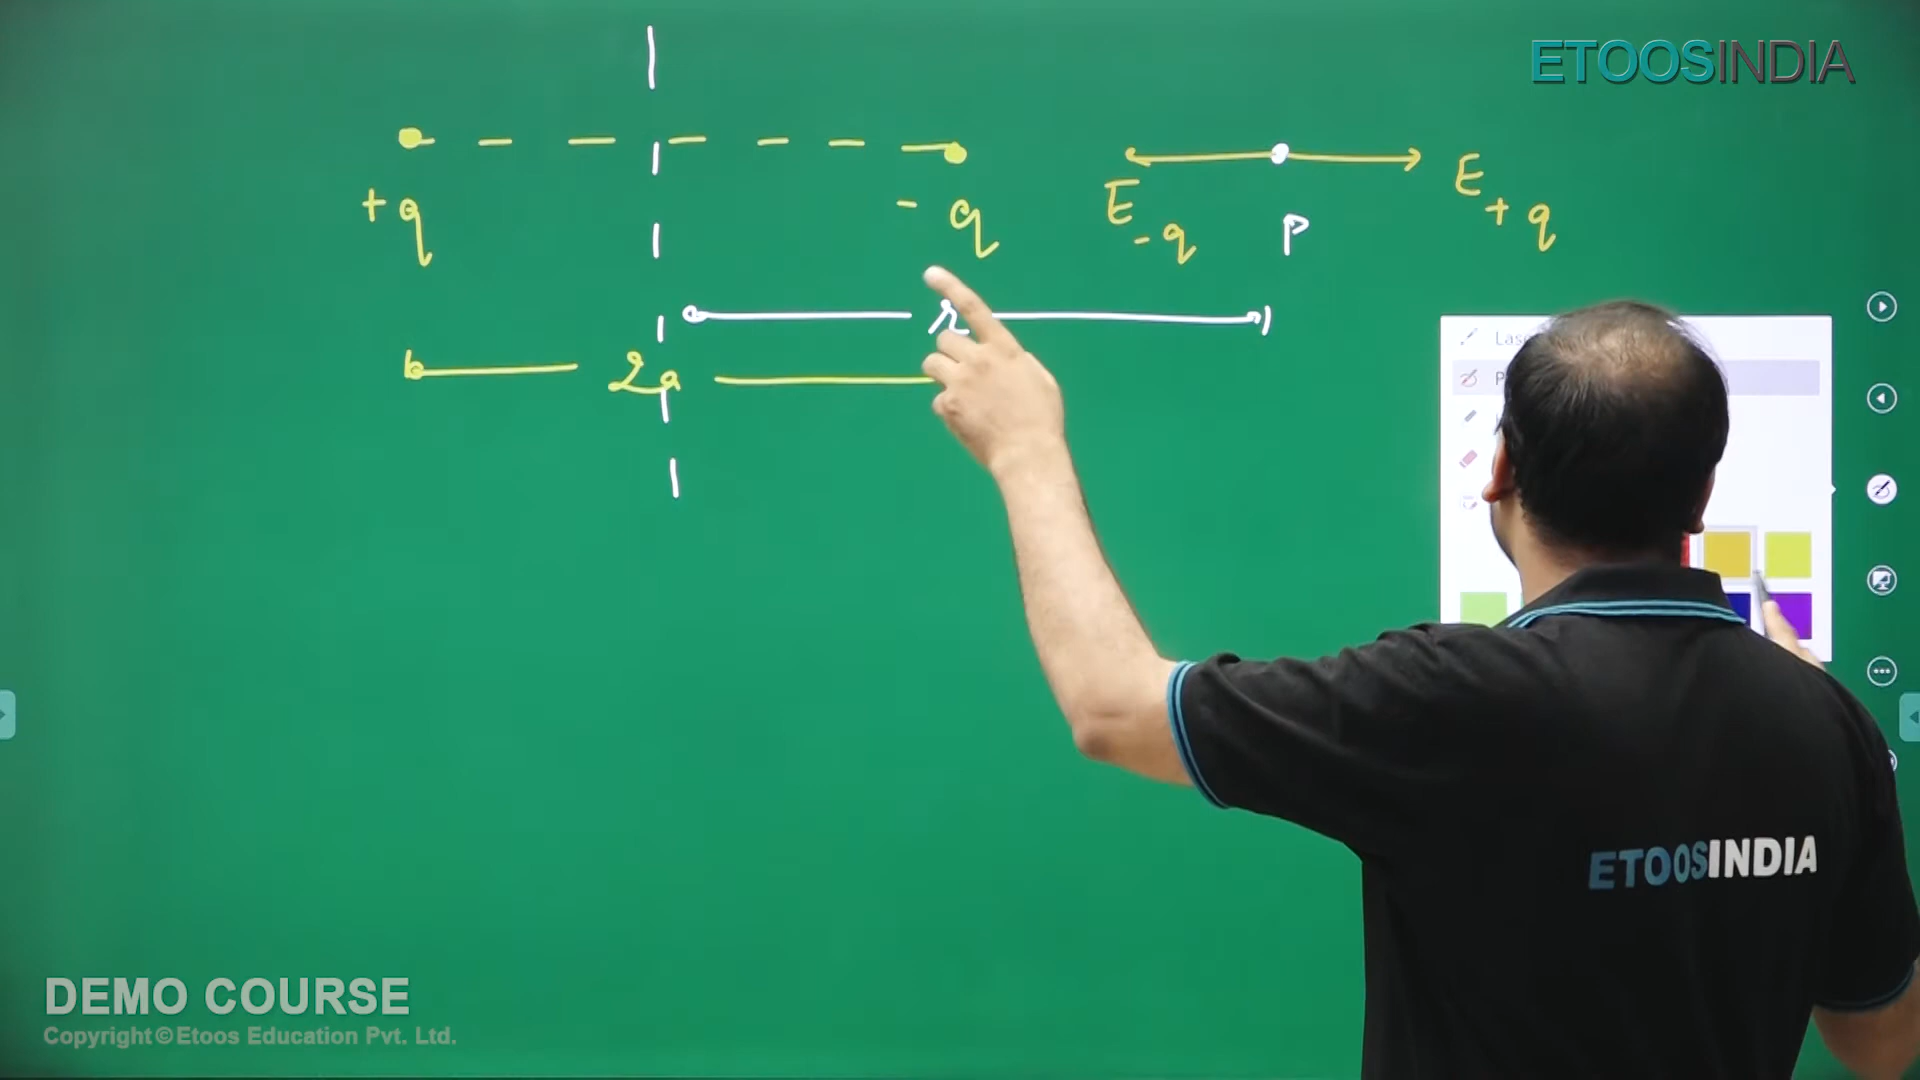 ETOOSINDIA
+q
- q
E-q
P
E+q
r
2a
ETOOSINDIA
DEMO COURSE
Copyright © Etoos Education Pvt. Ltd.